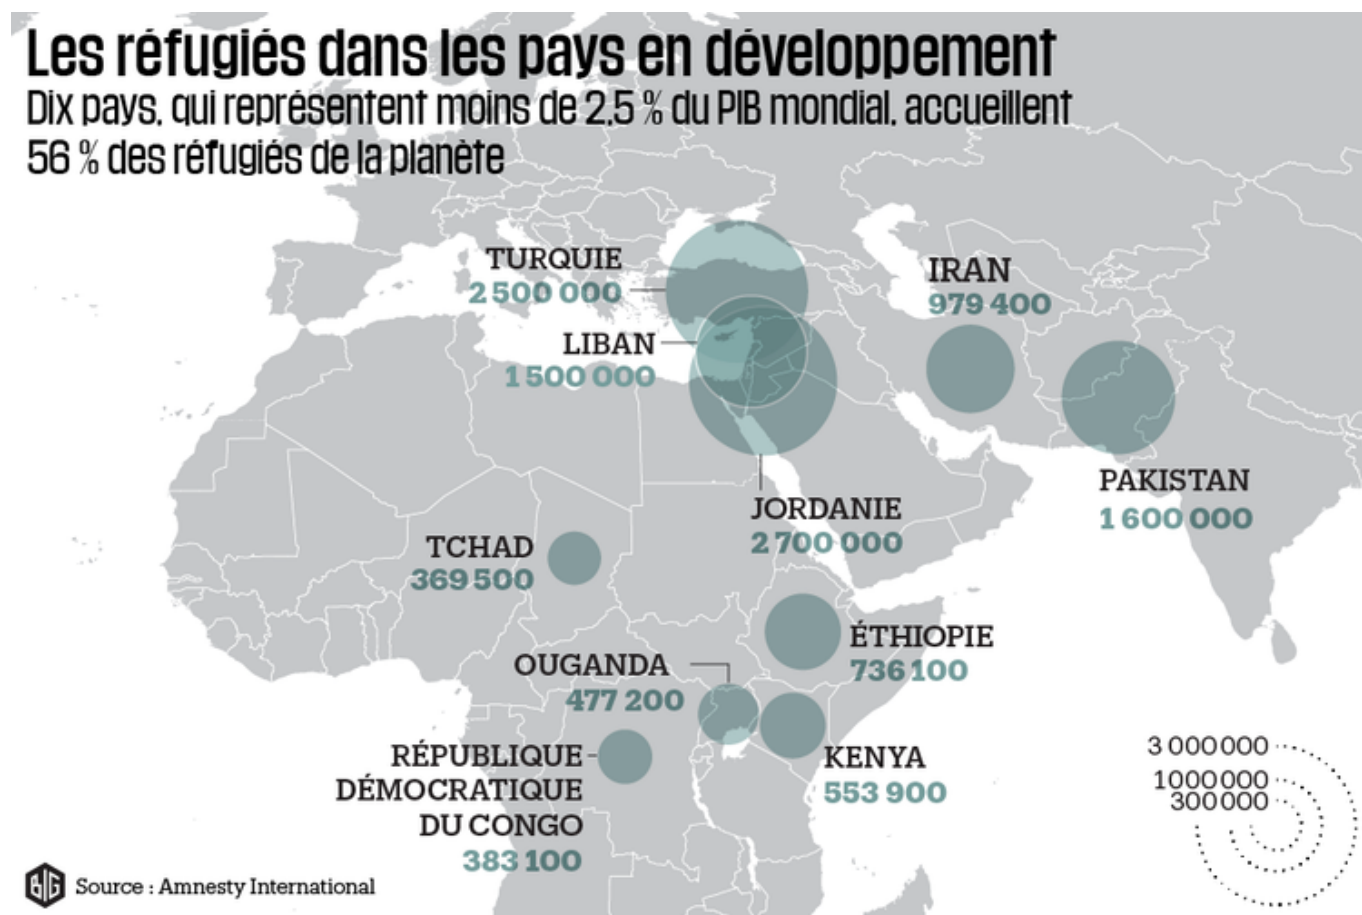 Les réfugiés dans les pays en développement
Dix pays, qui représentent moins de 2,5 % du PIB mondial, accueillent
56 % des réfugiés de la planète
TURQUIE
2 500 000
LIBAN
1 500 000
IRAN
979 400
PAKISTAN
1 600 000
JORDANIE
2 700 000
TCHAD
369 500
ÉTHIOPIE
736 100
OUGANDA
477 200
KENYA
553 900
RÉPUBLIQUE
DÉMOCRATIQUE
DU CONGO
383 100
3 000 000
1000 000
300 000
BIG
Source : Amnesty International